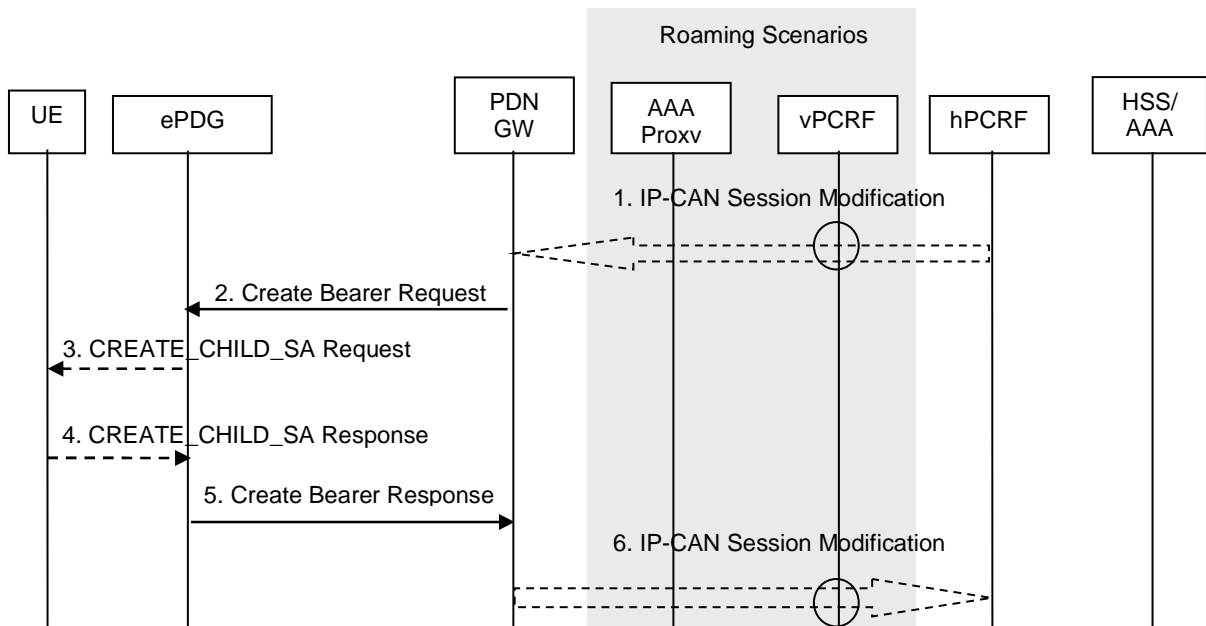 Roaming Scenarios
UE
ePDG
PDN
GW
AAA
Proxv
vPCRF
hPCRF
HSS/
AAA
1. IP-CAN Session Modification
2. Create Bearer Request
3. CREATE_CHILD_SA Request
4. CREATE_CHILD_SA Response
5. Create Bearer Response
6. IP-CAN Session Modification